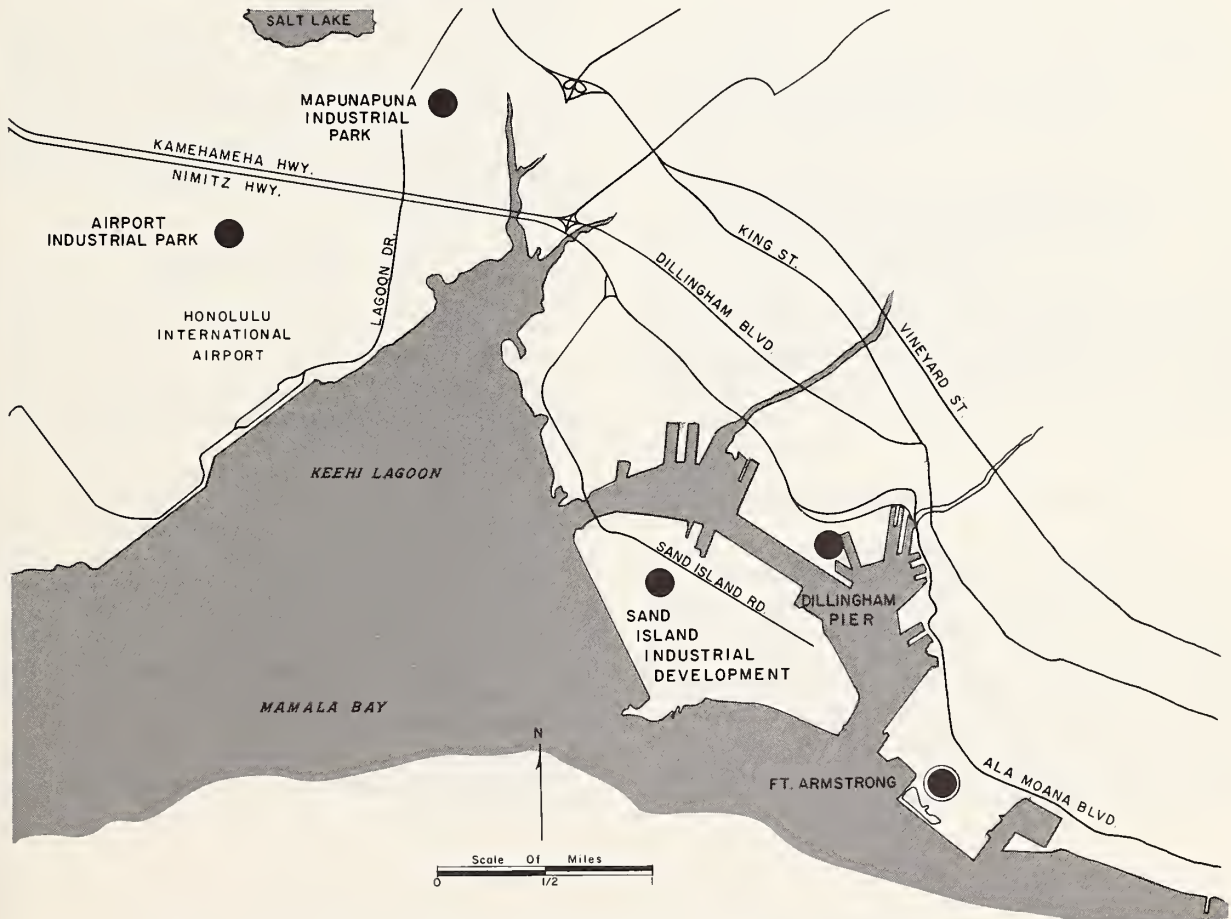 SALT LAKE
MAPUNAPUNA
INDUSTRIAL
PARK
KAMEHAMEHA HWY.
NIMITZ HWY.
AIRPORT
INDUSTRIAL PARK
LAGOON DR.
KING ST.
DILLINGHAM BLVD.
HONOLULU
INTERNATIONAL
AIRPORT
VINEYARD ST.
KEEHI LAGOON
SAND ISLAND RD.
DILLINGHAM
PIER
SAND
ISLAND
INDUSTRIAL
DEVELOPMENT
MAMALA BAY
N
FT. ARMSTRONG
ALA MOANA BLVD.
Scale Of Miles
0 1/2 1